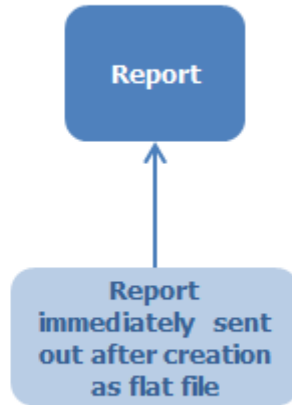 Report
Report
immediately sent
out after creation
as flat file